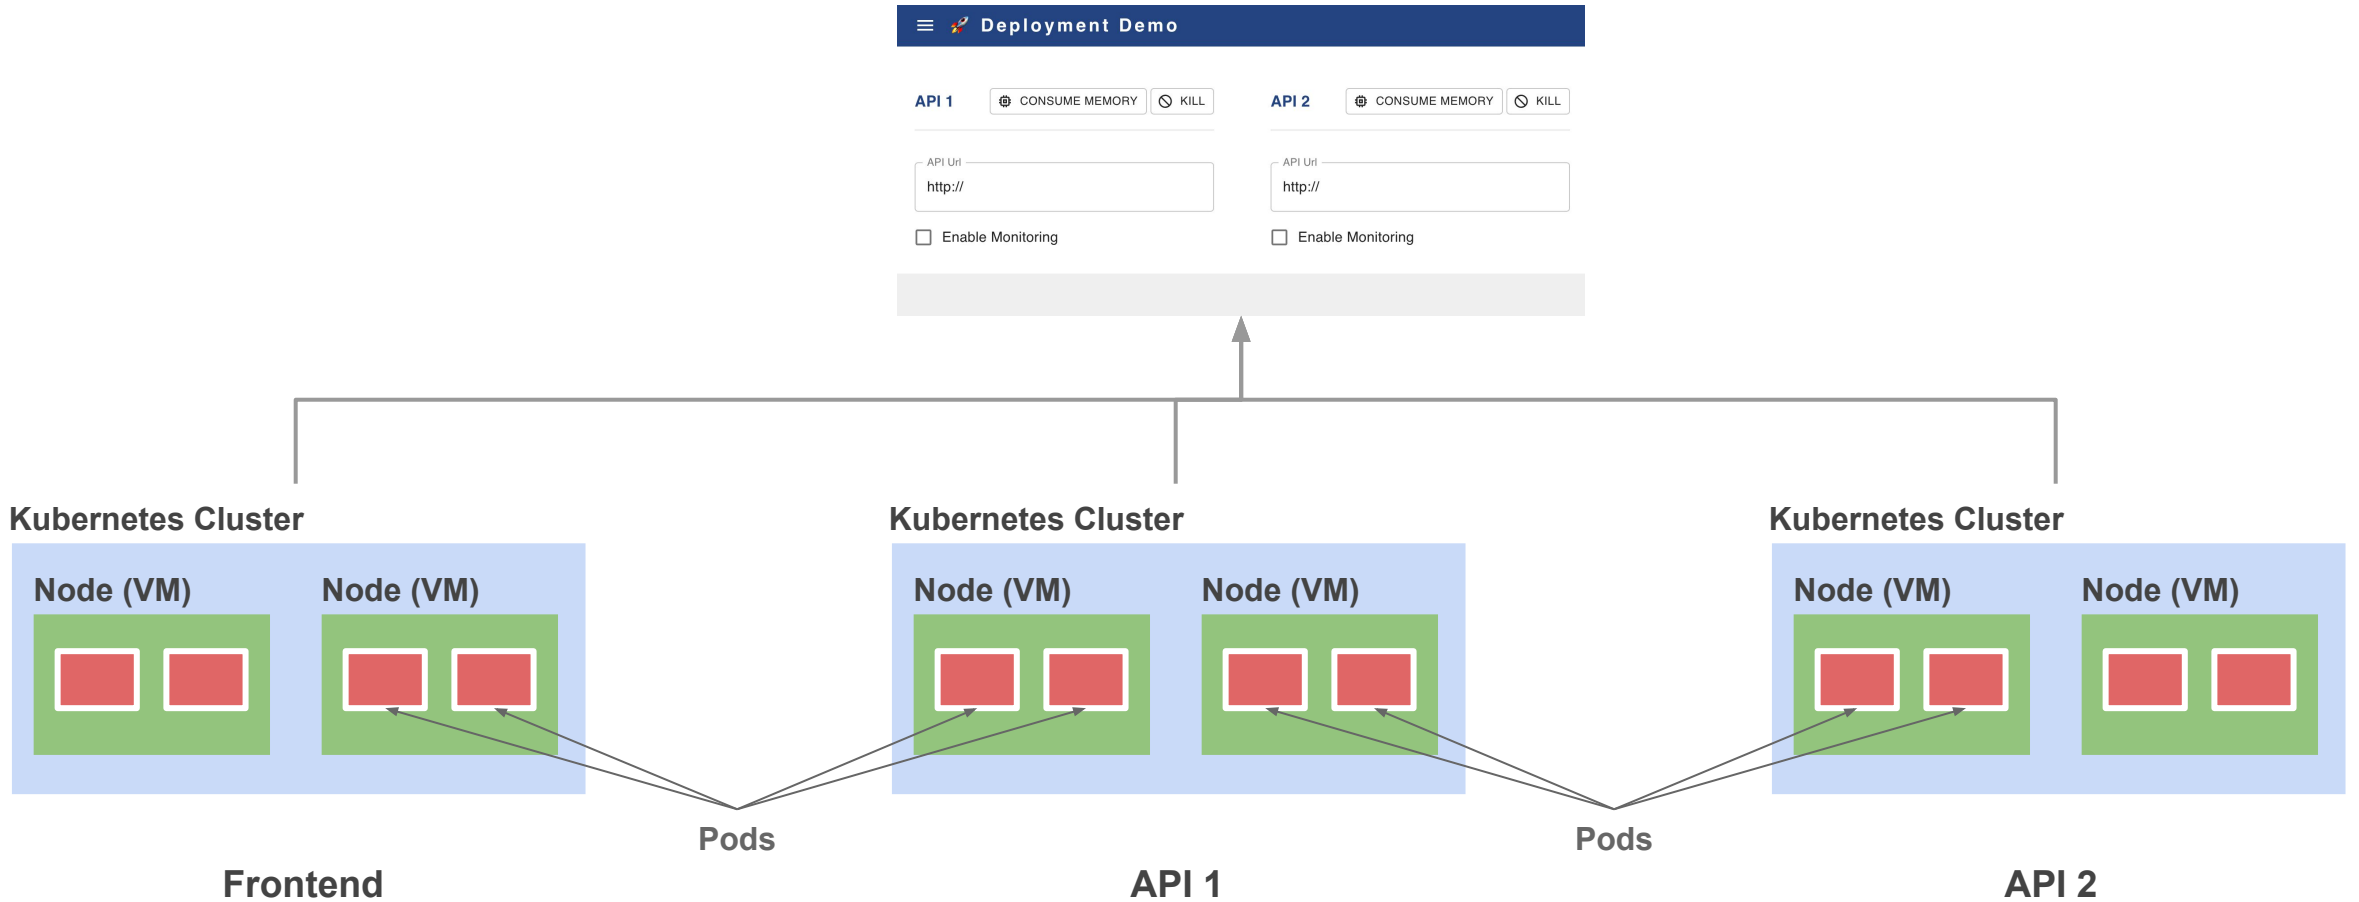 🚀 Deployment Demo
API 1
CONSUME MEMORY
KILL
API 2
CONSUME MEMORY
KILL
API Url
http://
API Url
http://
Enable Monitoring
Enable Monitoring
Kubernetes Cluster
Kubernetes Cluster
Kubernetes Cluster
Node (VM)
Node (VM)
Node (VM)
Node (VM)
Node (VM)
Node (VM)
Pods
Pods
Frontend
API 1
API 2